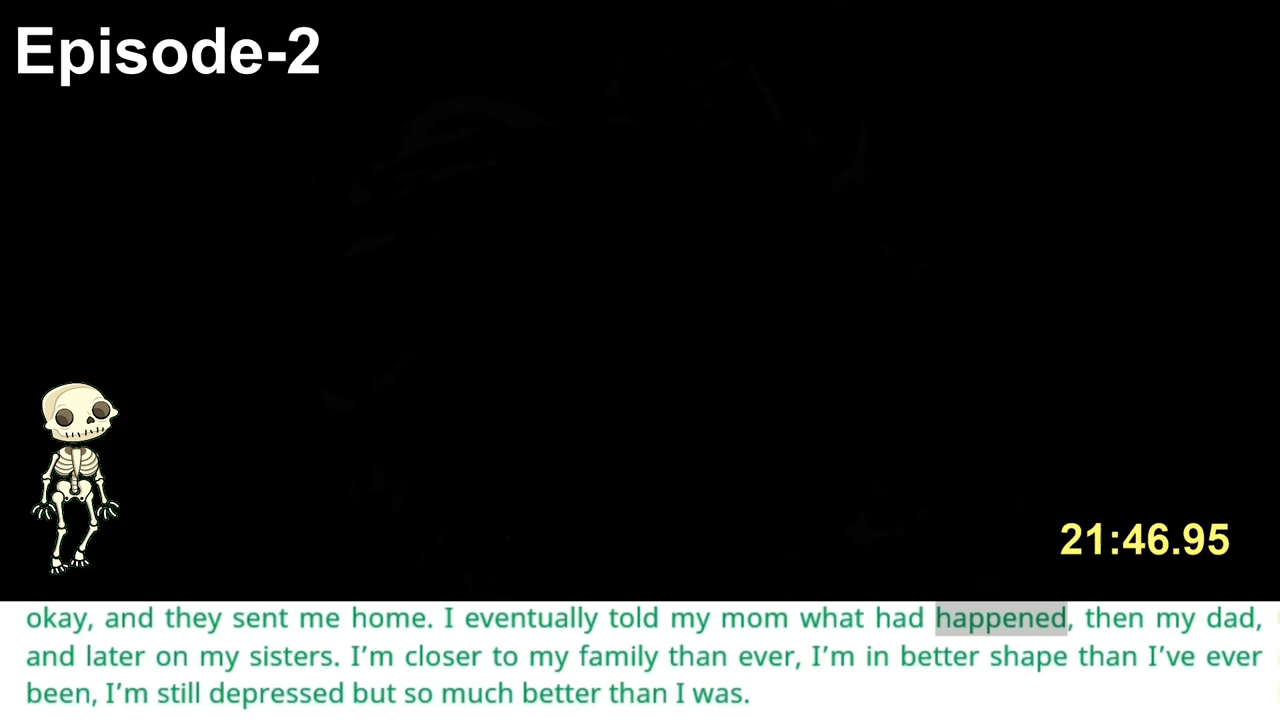 Episode-2
21:46.95
okay, and they sent me home. I eventually told my mom what had happened, then my dad,
and later on my sisters. I’m closer to my family than ever, I’m in better shape than I’ve ever
been, I’m still depressed but so much better than I was.